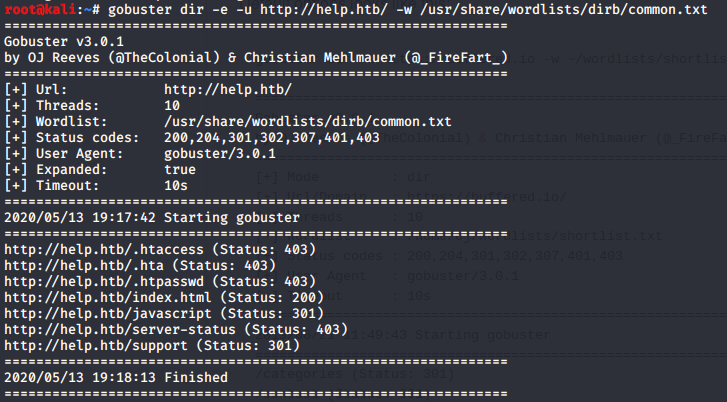 root@kali:~# gobuster dir -e -u http://help.htb/ -w /usr/share/wordlists/dirb/common.txt
===============================================================
Gobuster v3.0.1
by OJ Reeves (@TheColonial) & Christian Mehlmauer (@_FireFart_)
===============================================================
[+] Url:            http://help.htb/
[+] Threads:        10
[+] Wordlist:       /usr/share/wordlists/dirb/common.txt
[+] Status codes:   200,204,301,302,307,401,403
[+] User Agent:     gobuster/3.0.1
[+] Expanded:       true
[+] Timeout:        10s
===============================================================
2020/05/13 19:17:42 Starting gobuster
===============================================================
http://help.htb/.htaccess (Status: 403)
http://help.htb/.hta (Status: 403)
http://help.htb/.htpasswd (Status: 403)
http://help.htb/index.html (Status: 200)
http://help.htb/javascript (Status: 301)
http://help.htb/server-status (Status: 403)
http://help.htb/support (Status: 301)
===============================================================
2020/05/13 19:18:13 Finished
===============================================================